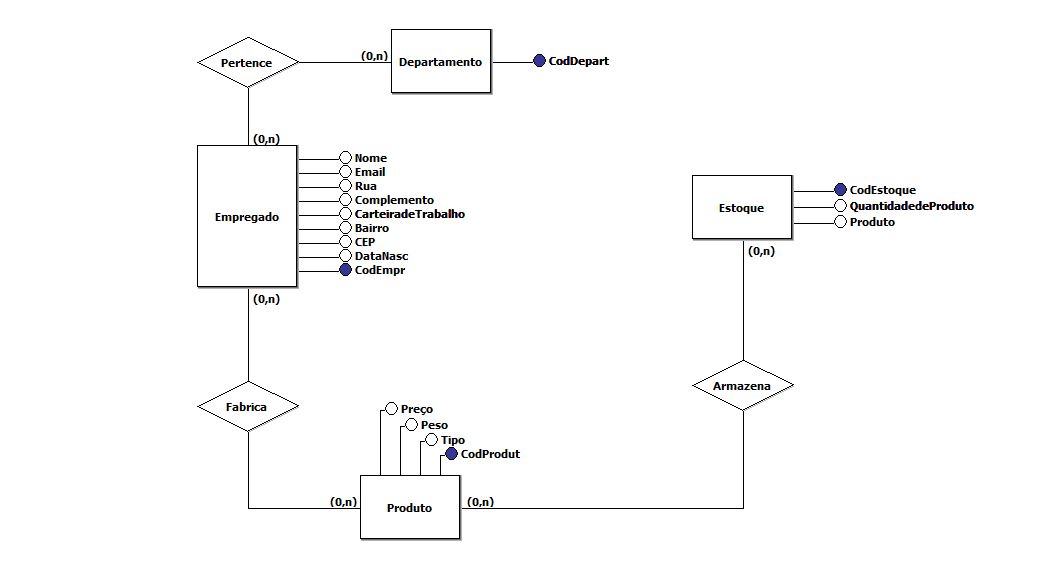 Pertence
(0,n)
Departamento
CodDepart
(0,n)
Empregado
Nome
Email
Rua
Complemento
CarteiradeTrabalho
Bairro
CEP
DataNasc
CodEmpr
(0,n)
Estoque
CodEstoque
QuantidadedeProduto
Produto
(0,n)
Armazena
Fabrica
Preço
Peso
Tipo
CodProdut
(0,n)
Produto
(0,n)